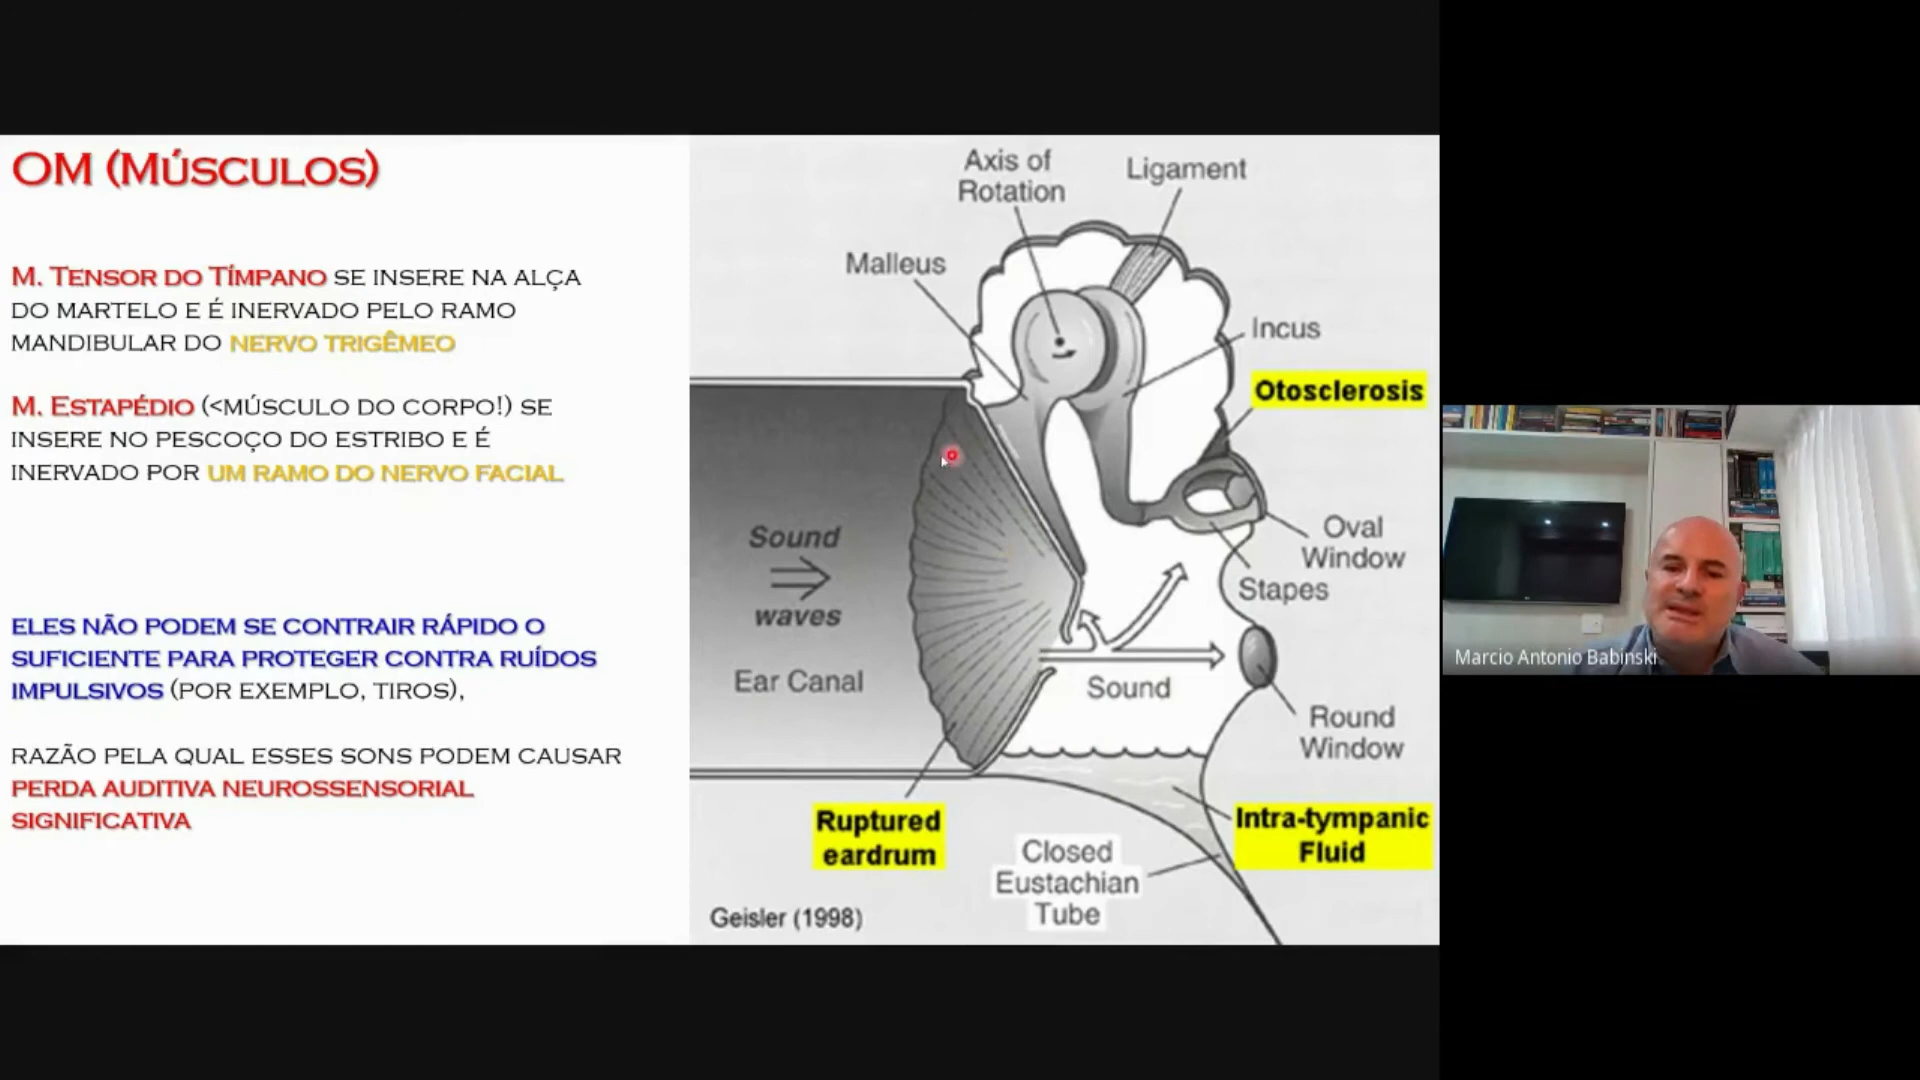 OM (MÚSCULOS)
M. TENSOR DO TÍMPANO SE INSERE NA ALÇA
DO MARTELO E É INERVADO PELO RAMO
MANDIBULAR DO NERVO TRIGÊMEO
M. ESTAPÉDIO (<MÚSCULO DO CORPO!) SE
INSERE NO PESCOÇO DO ESTRIBO E É
INERVADO POR UM RAMO DO NERVO FACIAL
ELES NÃO PODEM SE CONTRAIR RÁPIDO O
SUFICIENTE PARA PROTEGER CONTRA RUÍDOS
IMPULSIVOS (POR EXEMPLO, TIROS),
RAZÃO PELA QUAL ESSES SONS PODEM CAUSAR
PERDA AUDITIVA NEUROSSENSORIAL
SIGNIFICATIVA
Axis of
Rotation
Ligament
Malleus
Incus
Otosclerosis
Sound
waves
Ear Canal
Oval
Window
Stapes
Sound
Round
Window
Ruptured
eardrum
Intra-tympanic
Fluid
Closed
Eustachian
Tube
Geisler (1998)
Marcio Antonio Babinski